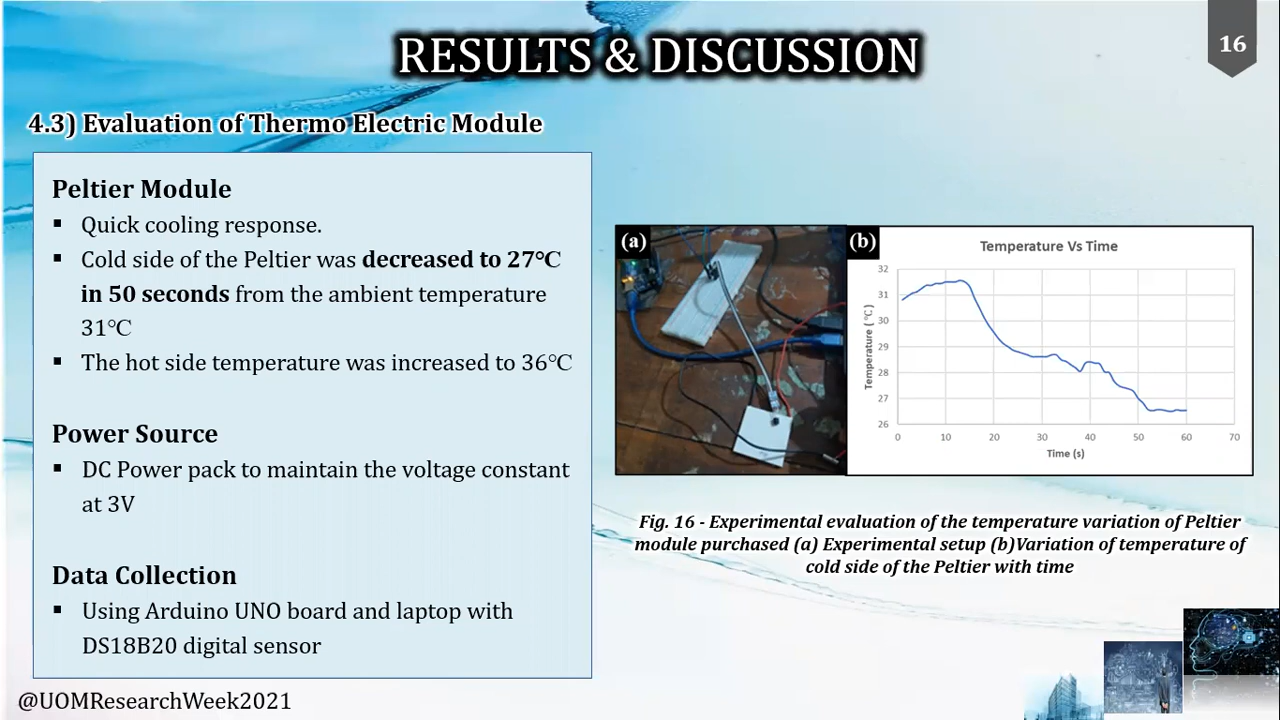 RESULTS & DISCUSSION
16
4.3) Evaluation of Thermo Electric Module
Peltier Module
▪ Quick cooling response.
▪ Cold side of the Peltier was decreased to 27°C
in 50 seconds from the ambient temperature
31°C
▪ The hot side temperature was increased to 36°C
Power Source
▪ DC Power pack to maintain the voltage constant
at 3V
Data Collection
▪ Using Arduino UNO board and laptop with
DS18B20 digital sensor
(a)
(b)
Temperature Vs Time
Temperature (°C)
32
31
30
29
28
27
26
0 10 20 30 40 50 60 70
Time (s)
Fig. 16 - Experimental evaluation of the temperature variation of Peltier
module purchased (a) Experimental setup (b)Variation of temperature of
cold side of the Peltier with time
@UOMResearchWeek2021